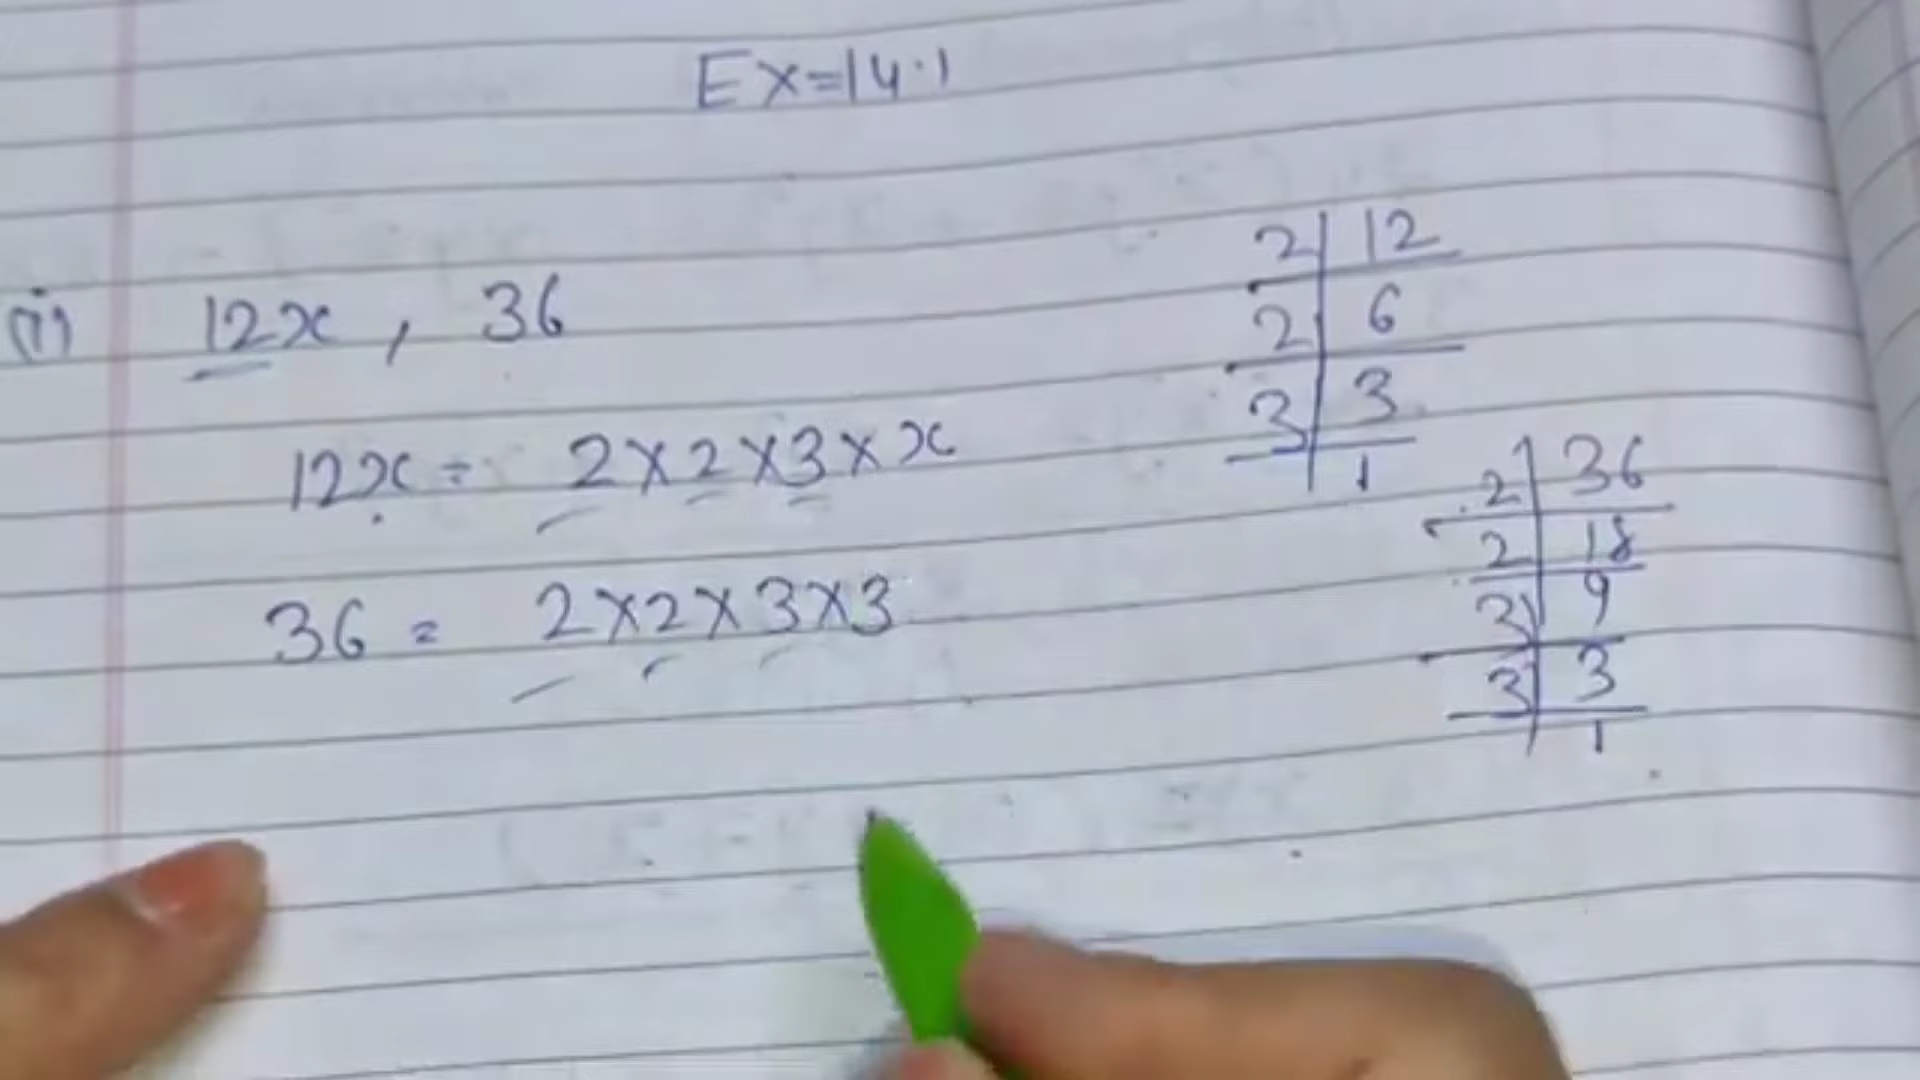 Ex=14.1
(i) 12x, 36
12x = 2×2×3×x
36 = 2×2×3×3
2 | 12
2 | 6
3 | 3
1
2 | 36
2 | 18
3 | 9
3 | 3
1